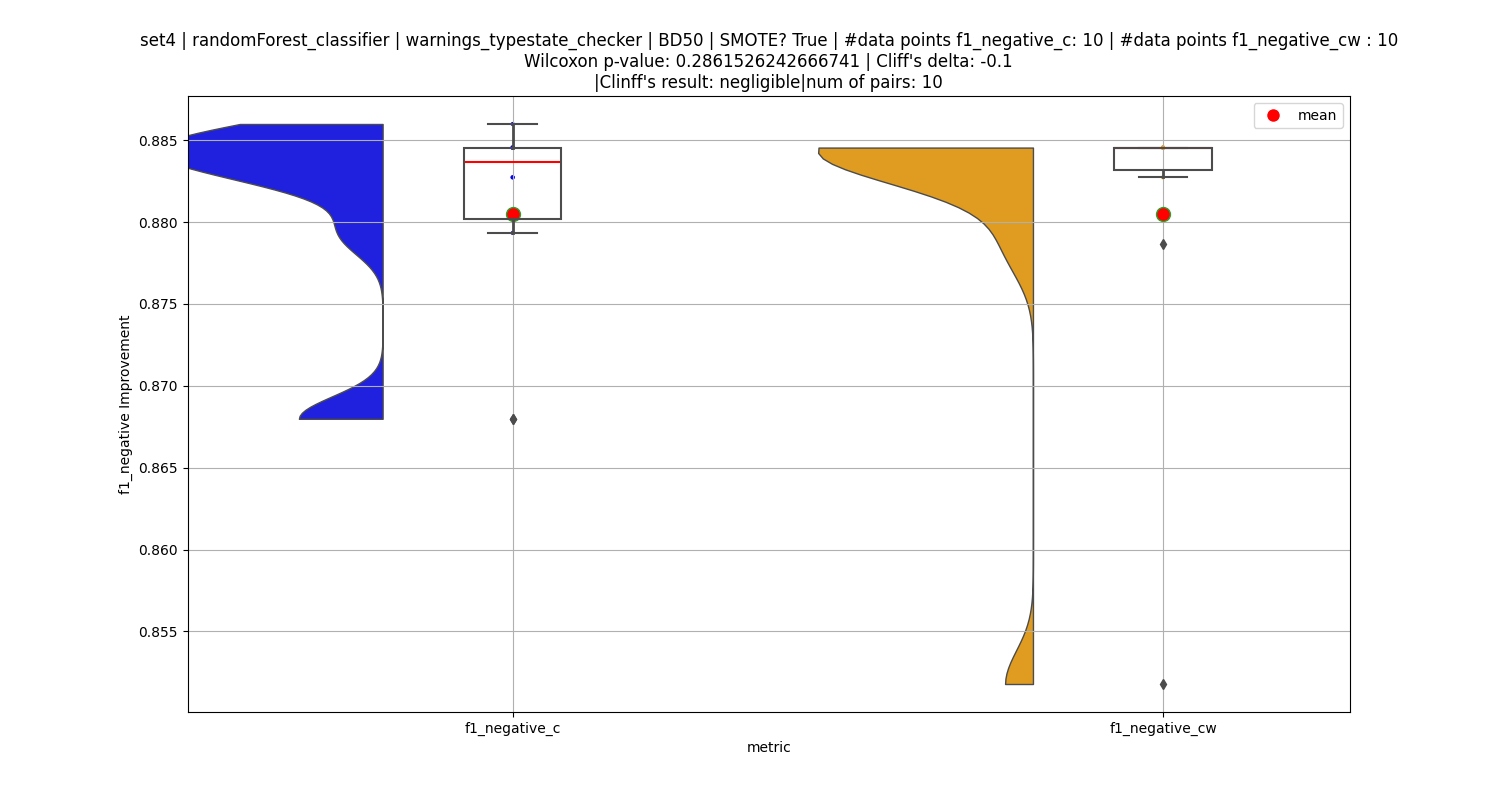 set4 | randomForest_classifier | warnings_typestate_checker | BD50 | SMOTE? True | #data points f1_negative_c: 10 | #data points f1_negative_cw : 10
Wilcoxon p-value: 0.2861526242666741 | Cliff's delta: -0.1
|Clinff's result: negligible|num of pairs: 10
mean
0.885
0.880
0.875
0.870
0.865
0.860
0.855
f1_negative Improvement
f1_negative_c
f1_negative_cw
metric